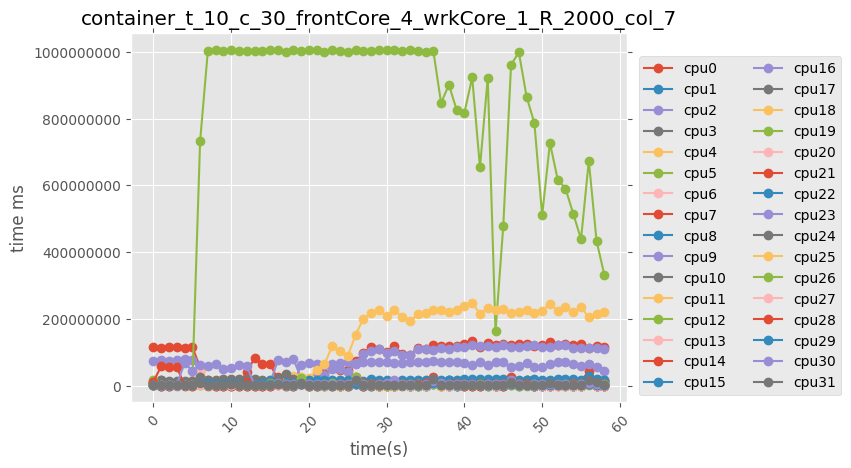 container_t_10_c_30_frontCore_4_wrkCore_1_R_2000_col_7
time ms
1000000000
800000000
600000000
400000000
200000000
0
0
10
20
30
40
50
60
time(s)
cpu0
cpu1
cpu2
cpu3
cpu4
cpu5
cpu6
cpu7
cpu8
cpu9
cpu10
cpu11
cpu12
cpu13
cpu14
cpu15
cpu16
cpu17
cpu18
cpu19
cpu20
cpu21
cpu22
cpu23
cpu24
cpu25
cpu26
cpu27
cpu28
cpu29
cpu30
cpu31